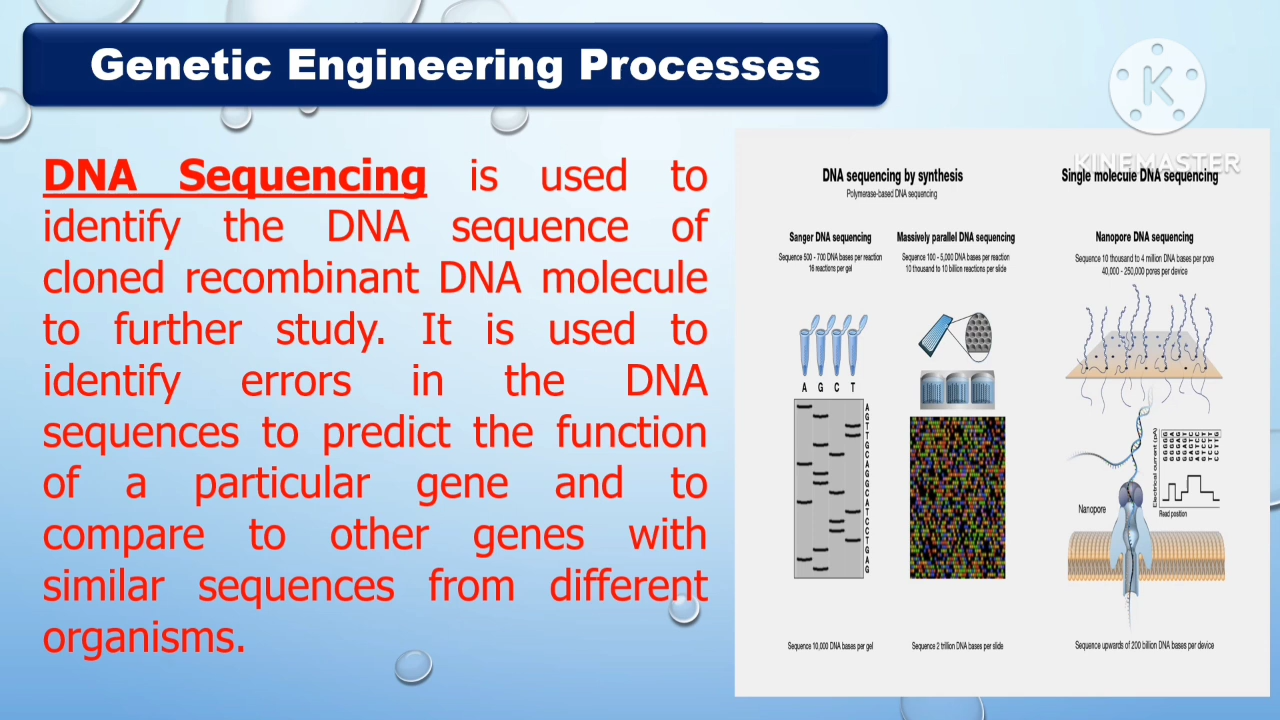 Genetic Engineering Processes
K
KINEMASTER
DNA Sequencing is used to
identify the DNA sequence of
cloned recombinant DNA molecule
to further study. It is used to
identify errors in the DNA
sequences to predict the function
of a particular gene and to
compare to other genes with
similar sequences from different
organisms.
DNA sequencing by synthesis
Polymerase-based DNA sequencing
Sanger DNA sequencing
Sequence 500 - 700 DNA bases per reaction
16 reactions per gel
A G C T
A
G
T
T
G
C
A
G
G
C
A
T
C
C
T
G
A
G
Sequence 10,000 DNA bases per gel
Massively parallel DNA sequencing
Sequence 100 - 5,000 DNA bases per reaction
10 thousand to 10 billion reactions per slide
Sequence 2 trillion DNA bases per slide
Single molecule DNA sequencing
Nanopore DNA sequencing
Sequence 10 thousand to 4 million DNA bases per pore
40,000 - 250,000 pores per device
Nanopore
Electrical current (pA)
Read position
Sequence upwards of 200 billion DNA bases per device